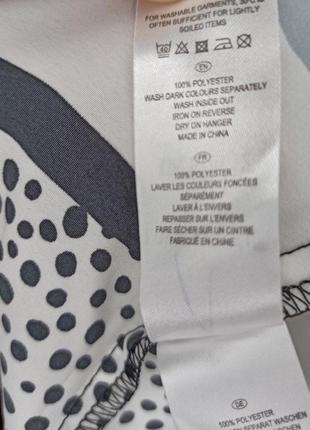 FOR WASHABLE GARMENTS, 30°C IS
OFTEN SUFFICIENT FOR LIGHTLY
SOILED ITEMS
40
EN
100% POLYESTER
WASH DARK COLOURS SEPARATELY
WASH INSIDE OUT
IRON ON REVERSE
DRY ON HANGER
MADE IN CHINA
FR
100% POLYESTER
LAVER LES COULEURS FONCÉES
SÉPARÉMENT
LAVER À L'ENVERS
REPASSER SUR L'ENVERS
FAIRE SÉCHER SUR UN CINTRE
FABRIQUÉ EN CHINE
DE
100% POLYESTER
SEPARAT WASCHEN